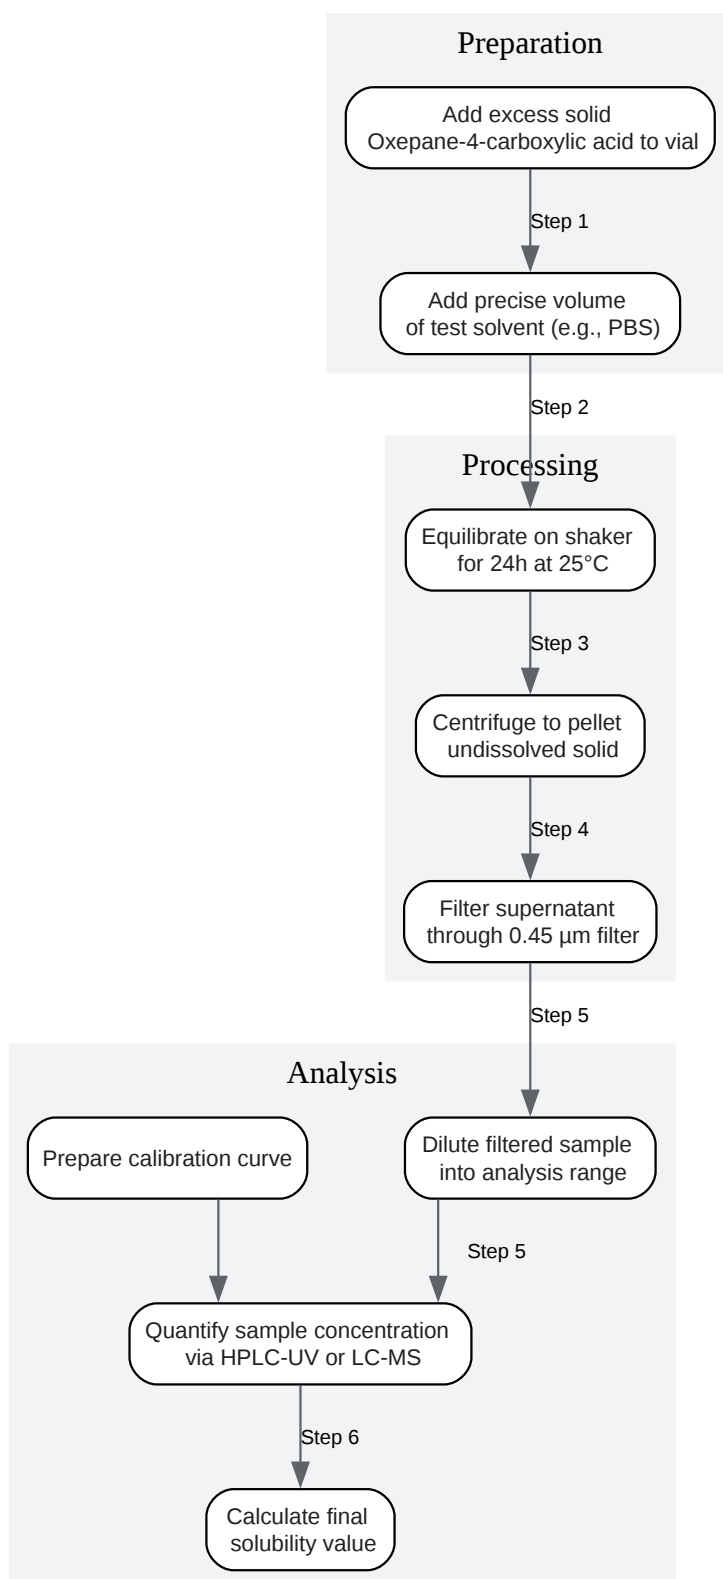 Preparation
Add excess solid
Oxepane-4-carboxylic acid to vial
Step 1
Add precise volume
of test solvent (e.g., PBS)
Step 2
Processing
Equilibrate on shaker
for 24h at 25°C
Step 3
Centrifuge to pellet
undissolved solid
Step 4
Filter supernatant
through 0.45 µm filter
Step 5
Analysis
Prepare calibration curve
Dilute filtered sample
into analysis range
Step 5
Quantify sample concentration
via HPLC-UV or LC-MS
Step 6
Calculate final
solubility value